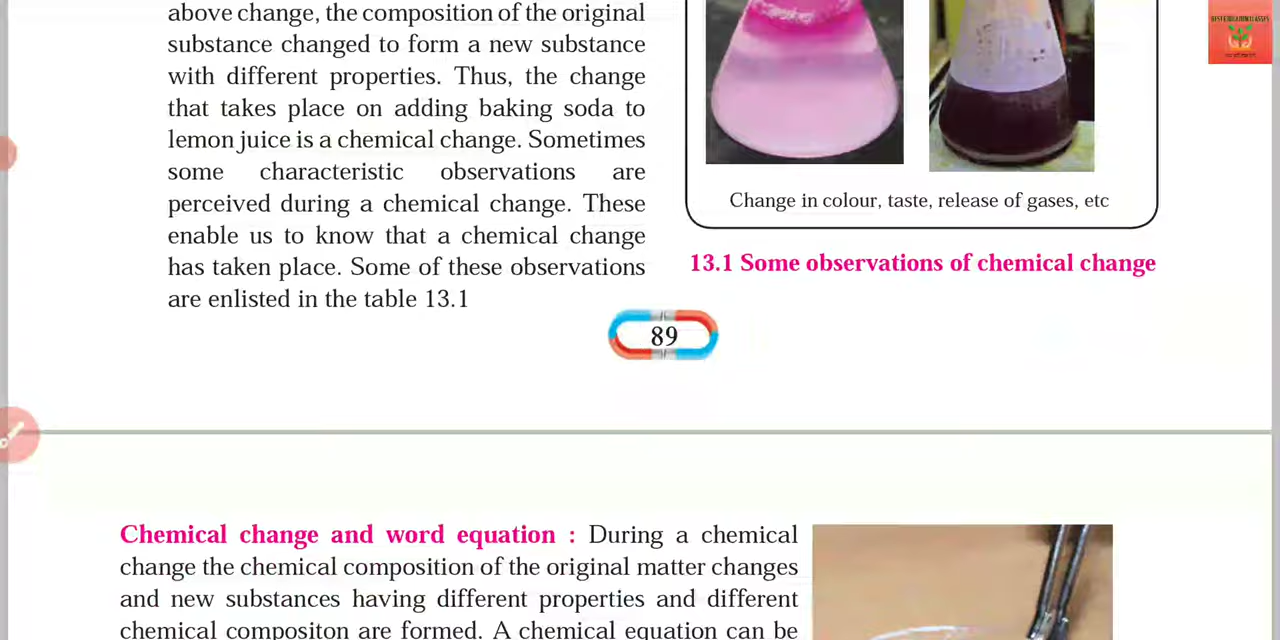 above change, the composition of the original
substance changed to form a new substance
with different properties. Thus, the change
that takes place on adding baking soda to
lemon juice is a chemical change. Sometimes
some characteristic observations are
perceived during a chemical change. These
enable us to know that a chemical change
has taken place. Some of these observations
are enlisted in the table 13.1
Change in colour, taste, release of gases, etc
13.1 Some observations of chemical change
89
Chemical change and word equation : During a chemical
change the chemical composition of the original matter changes
and new substances having different properties and different
chemical compositon are formed. A chemical equation can be